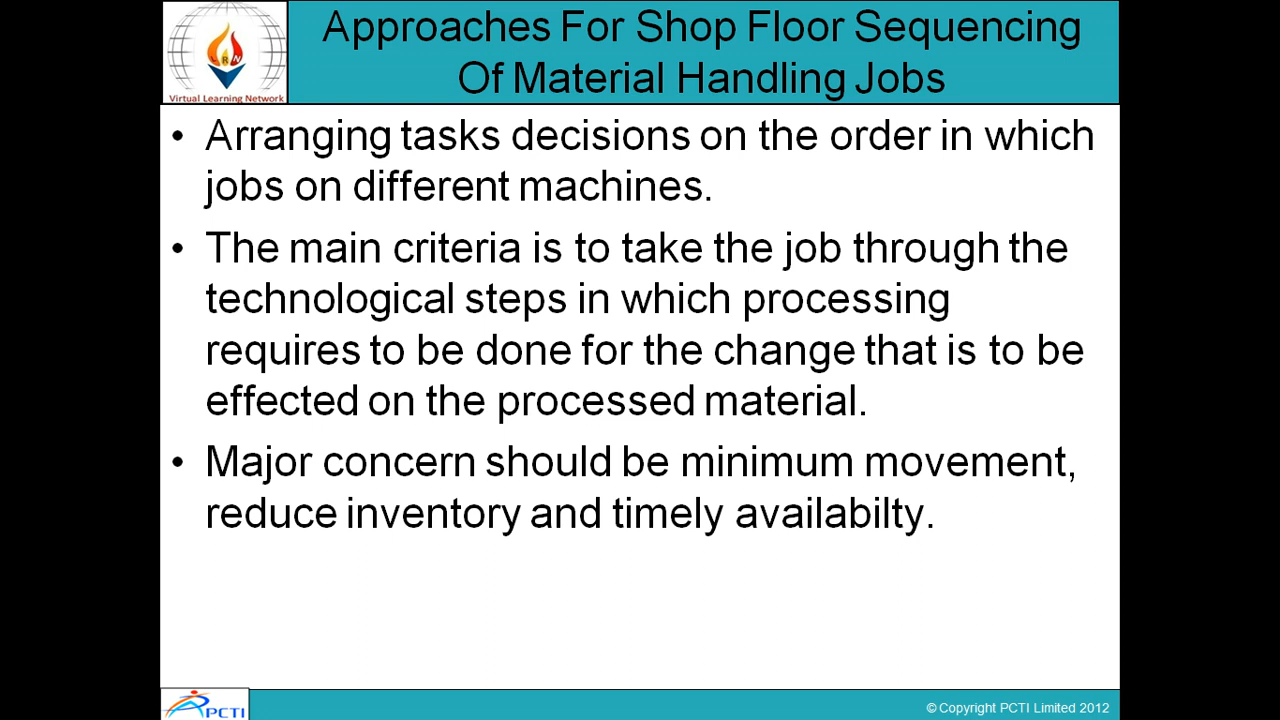 Approaches For Shop Floor Sequencing
Of Material Handling Jobs
LRN
Virtual Learning Network
• Arranging tasks decisions on the order in which
jobs on different machines.
• The main criteria is to take the job through the
technological steps in which processing
requires to be done for the change that is to be
effected on the processed material.
• Major concern should be minimum movement,
reduce inventory and timely availabilty.
PCTI
© Copyright PCTI Limited 2012